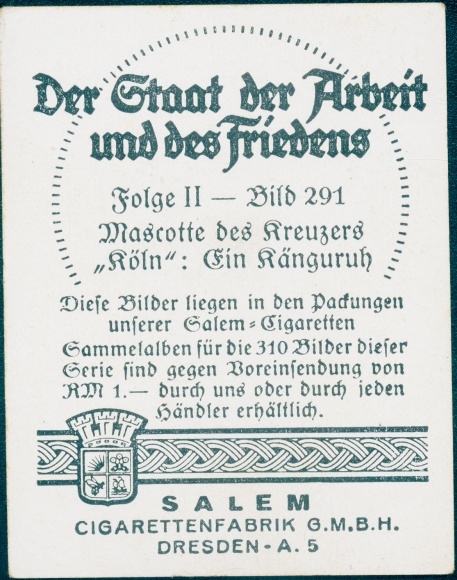 Der Staat der Arbeit
und des Friedens
Folge II — Bild 291
Mascotte des Kreuzers
„Köln“: Ein Känguruh
Diese Bilder liegen in den Packungen
unserer Salem-Cigaretten
Sammelalben für die 310 Bilder dieser
Serie sind gegen Voreinsendung von
RM 1.— durch uns oder durch jeden
Händler erhältlich.
SALEM
CIGARETTENFABRIK G.M.B.H.
DRESDEN-A. 5